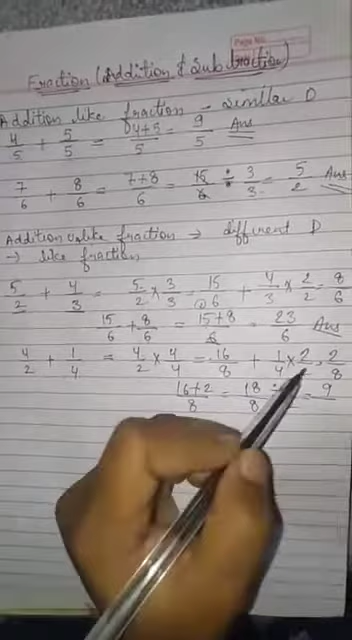 Page No.
Fraction (Addition & Subtraction)
Addition like fraction → similar D
4/5 + 5/5 = 4+5/5 = 9/5 Ans
7/6 + 8/6 = 7+8/6 = 15/6 ÷ 3/3 = 5/2 Ans
Addition unlike fraction → different D
→ like fraction
5/2 + 4/3 = 5/2 × 3/3 = 15/6 + 4/3 × 2/2 = 8/6
15/6 + 8/6 = 15+8/6 = 23/6 Ans
4/2 + 1/4 = 4/2 × 4/4 = 16/8 + 1/4 × 2 = 2/8
16+2/8 = 18/8 = 9